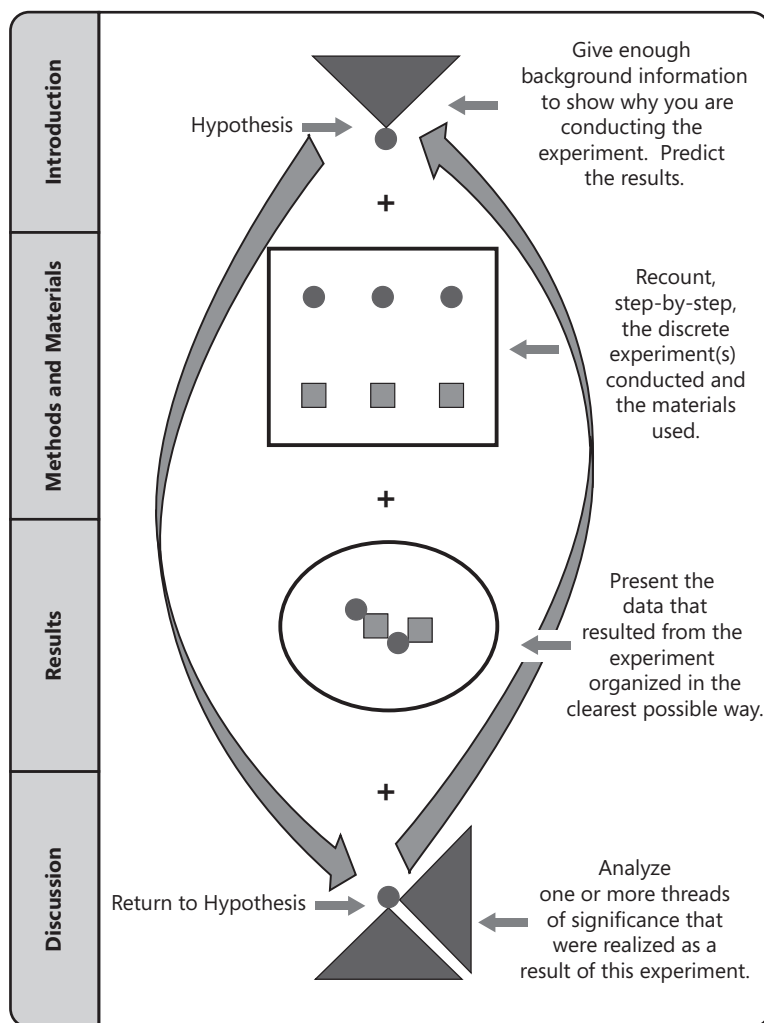 Introduction
Hypothesis
Give enough
background information
to show why you are
conducting the
experiment. Predict
the results.
+
Methods and Materials
Recount,
step-by-step,
the discrete
experiment(s)
conducted and
the materials
used.
+
Results
Present the
data that
resulted from the
experiment
organized in the
clearest possible way.
+
Discussion
Return to Hypothesis
Analyze
one or more threads
of significance that
were realized as a
result of this experiment.